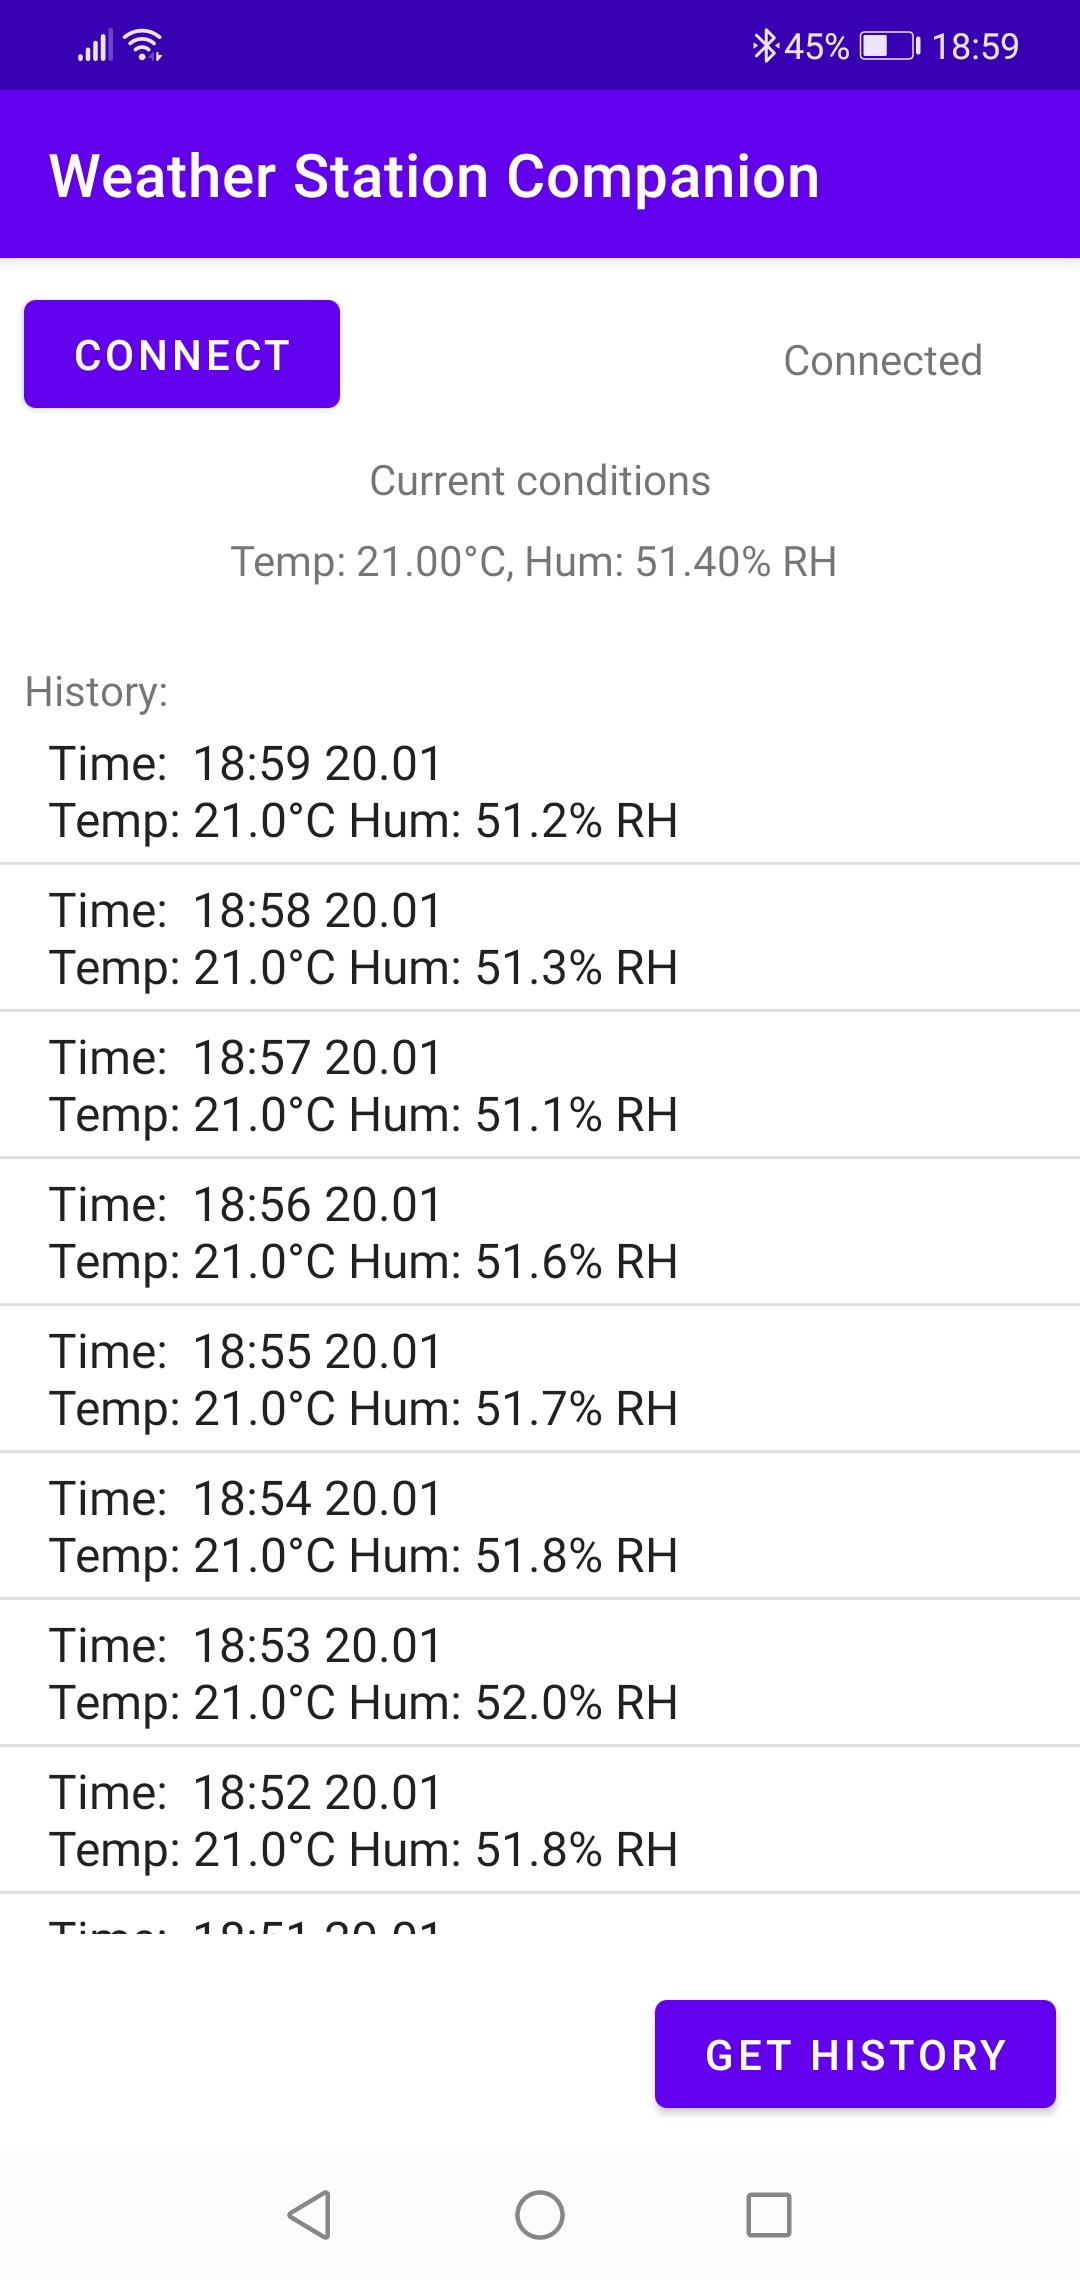 45% 18:59
Weather Station Companion
CONNECT
Connected
Current conditions
Temp: 21.00°C, Hum: 51.40% RH
History:
Time:  18:59 20.01
Temp: 21.0°C Hum: 51.2% RH
Time:  18:58 20.01
Temp: 21.0°C Hum: 51.3% RH
Time:  18:57 20.01
Temp: 21.0°C Hum: 51.1% RH
Time:  18:56 20.01
Temp: 21.0°C Hum: 51.6% RH
Time:  18:55 20.01
Temp: 21.0°C Hum: 51.7% RH
Time:  18:54 20.01
Temp: 21.0°C Hum: 51.8% RH
Time:  18:53 20.01
Temp: 21.0°C Hum: 52.0% RH
Time:  18:52 20.01
Temp: 21.0°C Hum: 51.8% RH
Time:  18:51 20.01
GET HISTORY